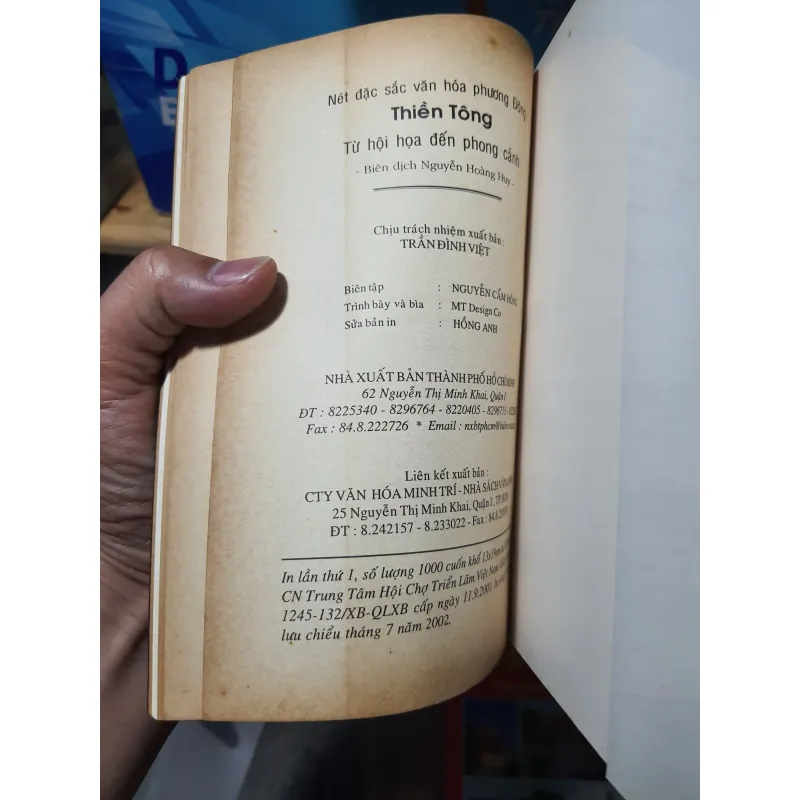 D
E
Nét đặc sắc văn hóa phương Đông
Thiền Tông
Từ hội họa đến phong cảnh
- Biên dịch Nguyễn Hoàng Huy -
Chịu trách nhiệm xuất bản :
TRẦN ĐÌNH VIỆT
Biên tập : NGUYỄN CẨM HỒNG
Trình bày và bìa : MT Design Co
Sửa bản in : HỒNG ANH
NHÀ XUẤT BẢN THÀNH PHỐ HỒ CHÍ MINH
62 Nguyễn Thị Minh Khai, Quận 1
ĐT : 8225340 - 8296764 - 8220405 - 8296713 -
Fax : 84.8.222726 * Email :
Liên kết xuất bản :
CTY VĂN HÓA MINH TRÍ - NHÀ SÁCH
25 Nguyễn Thị Minh Khai, Quận 1, TP HCM
ĐT : 8.242157 - 8.233022 - Fax :
In lần thứ 1, số lượng 1000 cuốn khổ
CN Trung Tâm Hội Chợ Triển Lãm Việt Nam.
1245-132/XB-QLXB cấp ngày 11.9.2001.
lưu chiểu tháng 7 năm 2002.